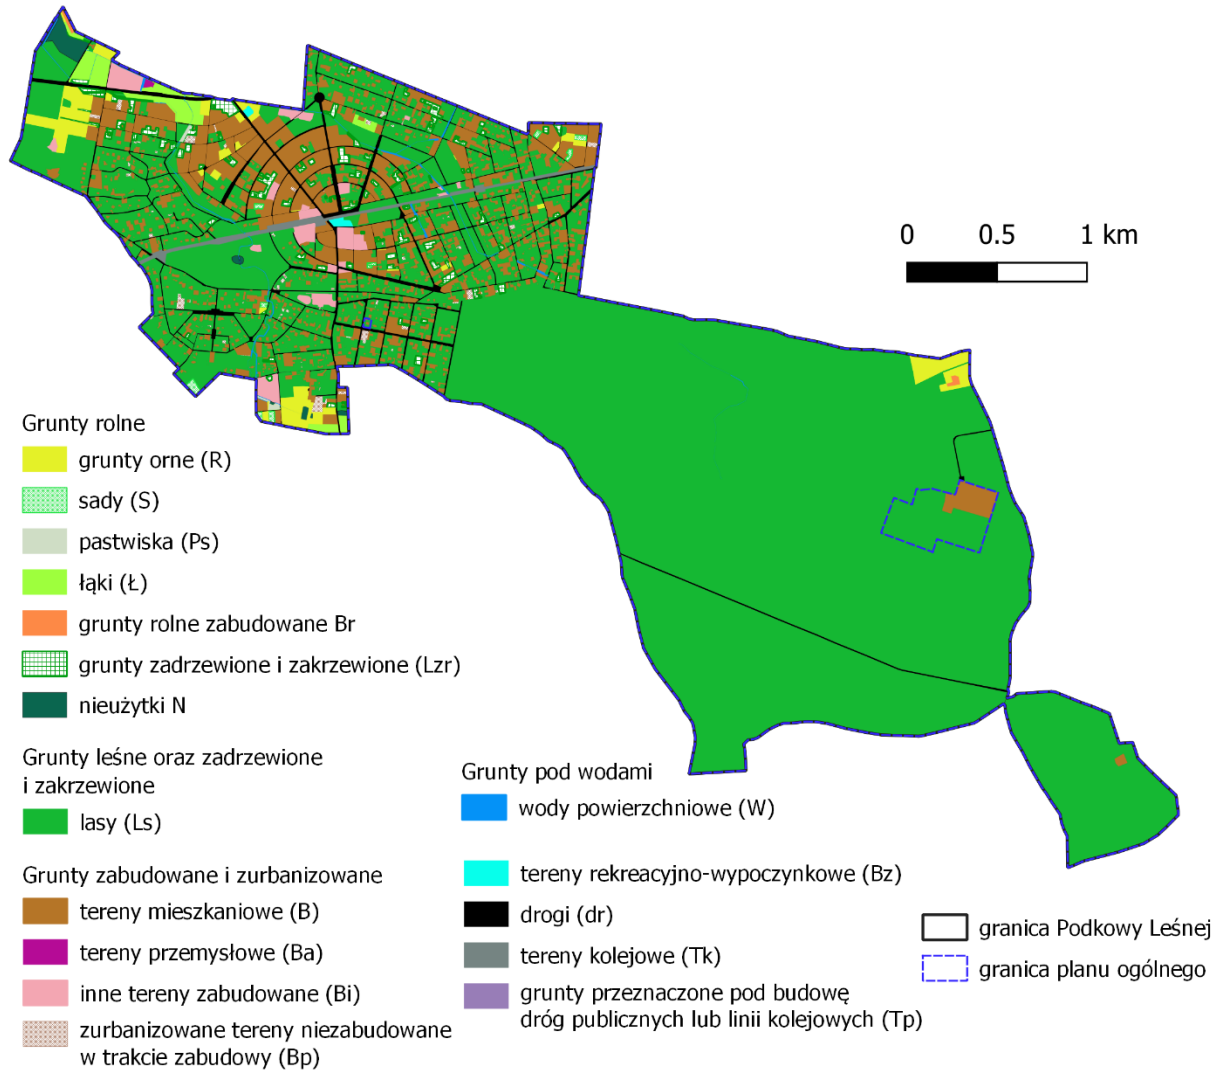 0 0.5 1 km
Grunty rolne
grunty orne (R)
sady (S)
pastwiska (Ps)
łąki (Ł)
grunty rolne zabudowane Br
grunty zadrzewione i zakrzewione (Lzr)
nieużytki N
Grunty leśne oraz zadrzewione
i zakrzewione
lasy (Ls)
Grunty zabudowane i zurbanizowane
tereny mieszkaniowe (B)
tereny przemysłowe (Ba)
inne tereny zabudowane (Bi)
zurbanizowane tereny niezabudowane
w trakcie zabudowy (Bp)
Grunty pod wodami
wody powierzchniowe (W)
tereny rekreacyjno-wypoczynkowe (Bz)
drogi (dr)
tereny kolejowe (Tk)
grunty przeznaczone pod budowę
dróg publicznych lub linii kolejowych (Tp)
granica Podkowy Leśnej
granica planu ogólnego